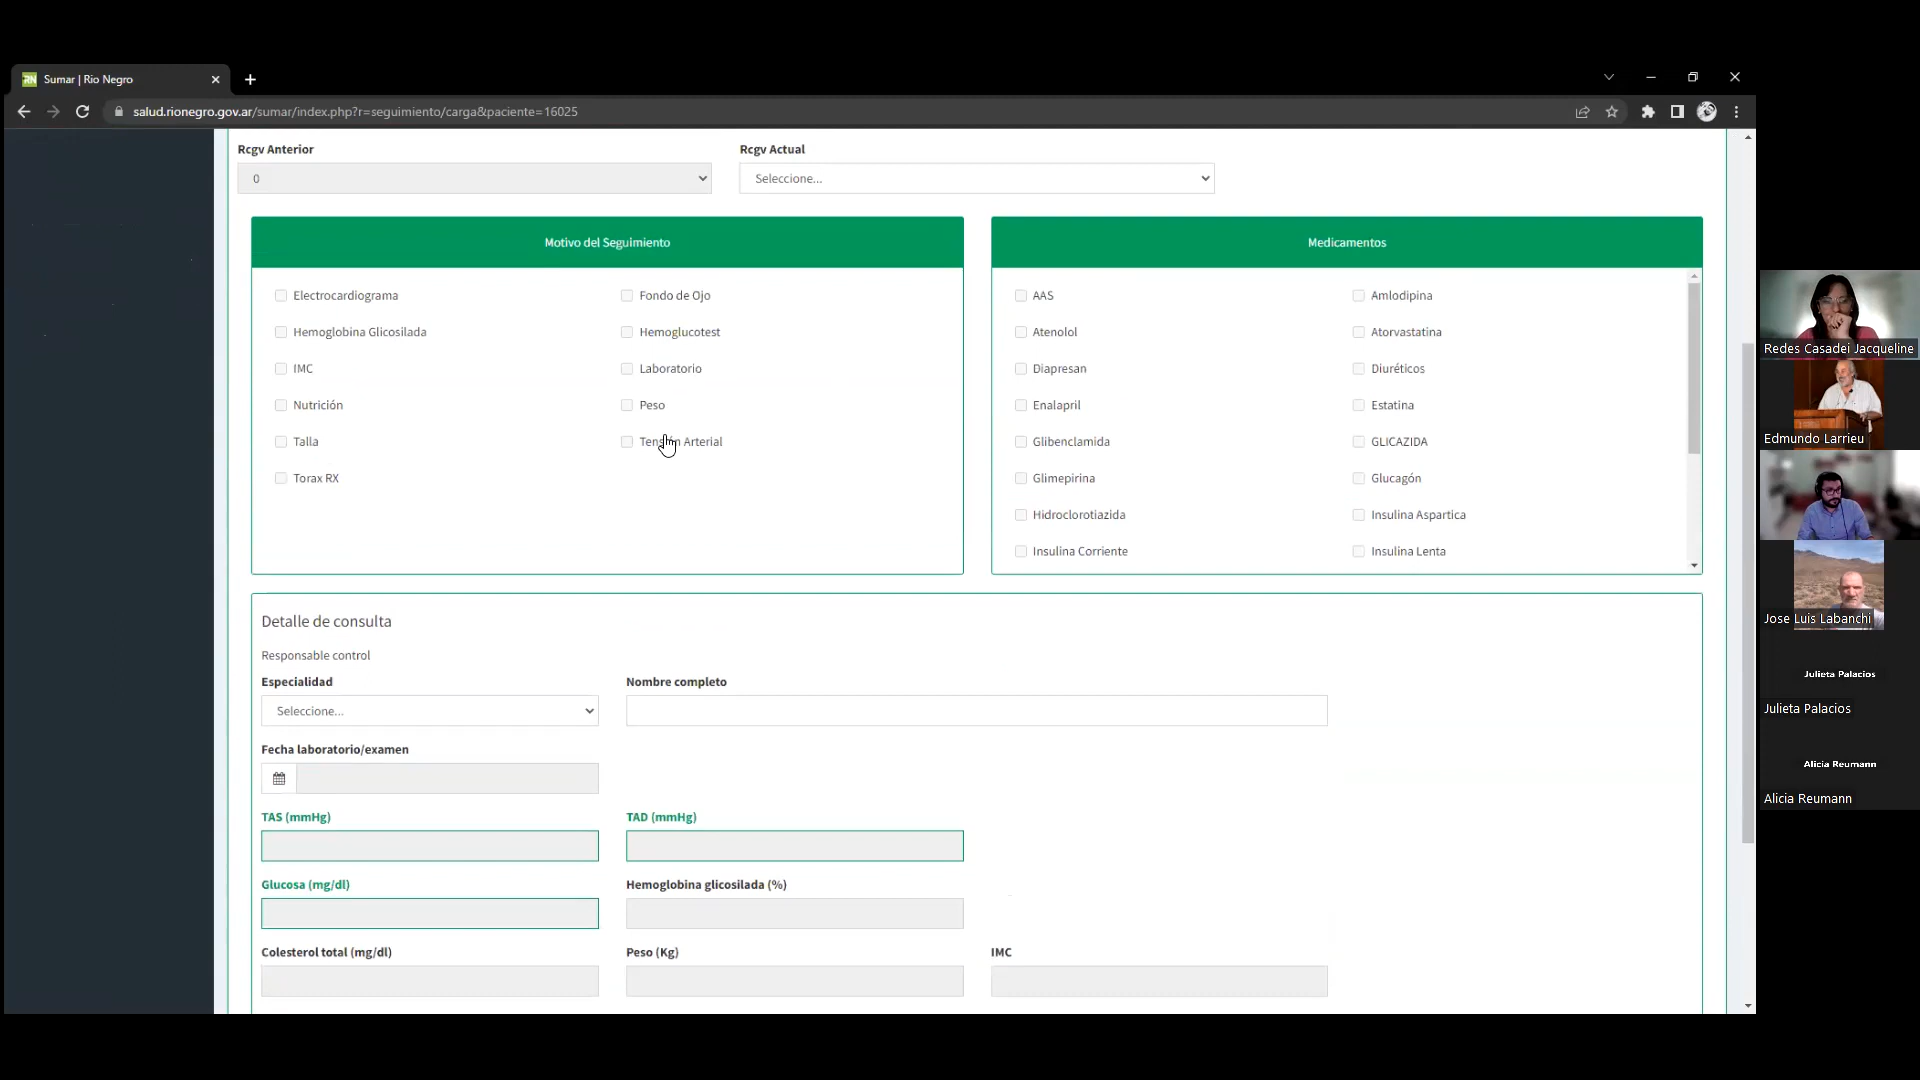 Sumar | Rio Negro
salud.rionegro.gov.ar/sumar/index.php?r=seguimiento/carga&paciente=16025
Rcgv Anterior
Rcgv Actual
0
Seleccione...
Motivo del Seguimiento
Medicamentos
Electrocardiograma
Fondo de Ojo
AAS
Amlodipina
Hemoglobina Glicosilada
Hemoglucotest
Atenolol
Atorvastatina
IMC
Laboratorio
Diapresan
Diuréticos
Nutrición
Peso
Enalapril
Estatina
Talla
Tensión Arterial
Glibenclamida
GLICAZIDA
Torax RX
Glimepirina
Glucagón
Hidroclorotiazida
Insulina Aspartica
Insulina Corriente
Insulina Lenta
Detalle de consulta
Responsable control
Especialidad
Nombre completo
Seleccione...
Fecha laboratorio/examen
TAS (mmHg)
TAD (mmHg)
Glucosa (mg/dl)
Hemoglobina glicosilada (%)
Colesterol total (mg/dl)
Peso (Kg)
IMC
Redes Casadei Jacqueline
Edmundo Larrieu
Jose Luis Labanchi
Julieta Palacios
Julieta Palacios
Alicia Reumann
Alicia Reumann